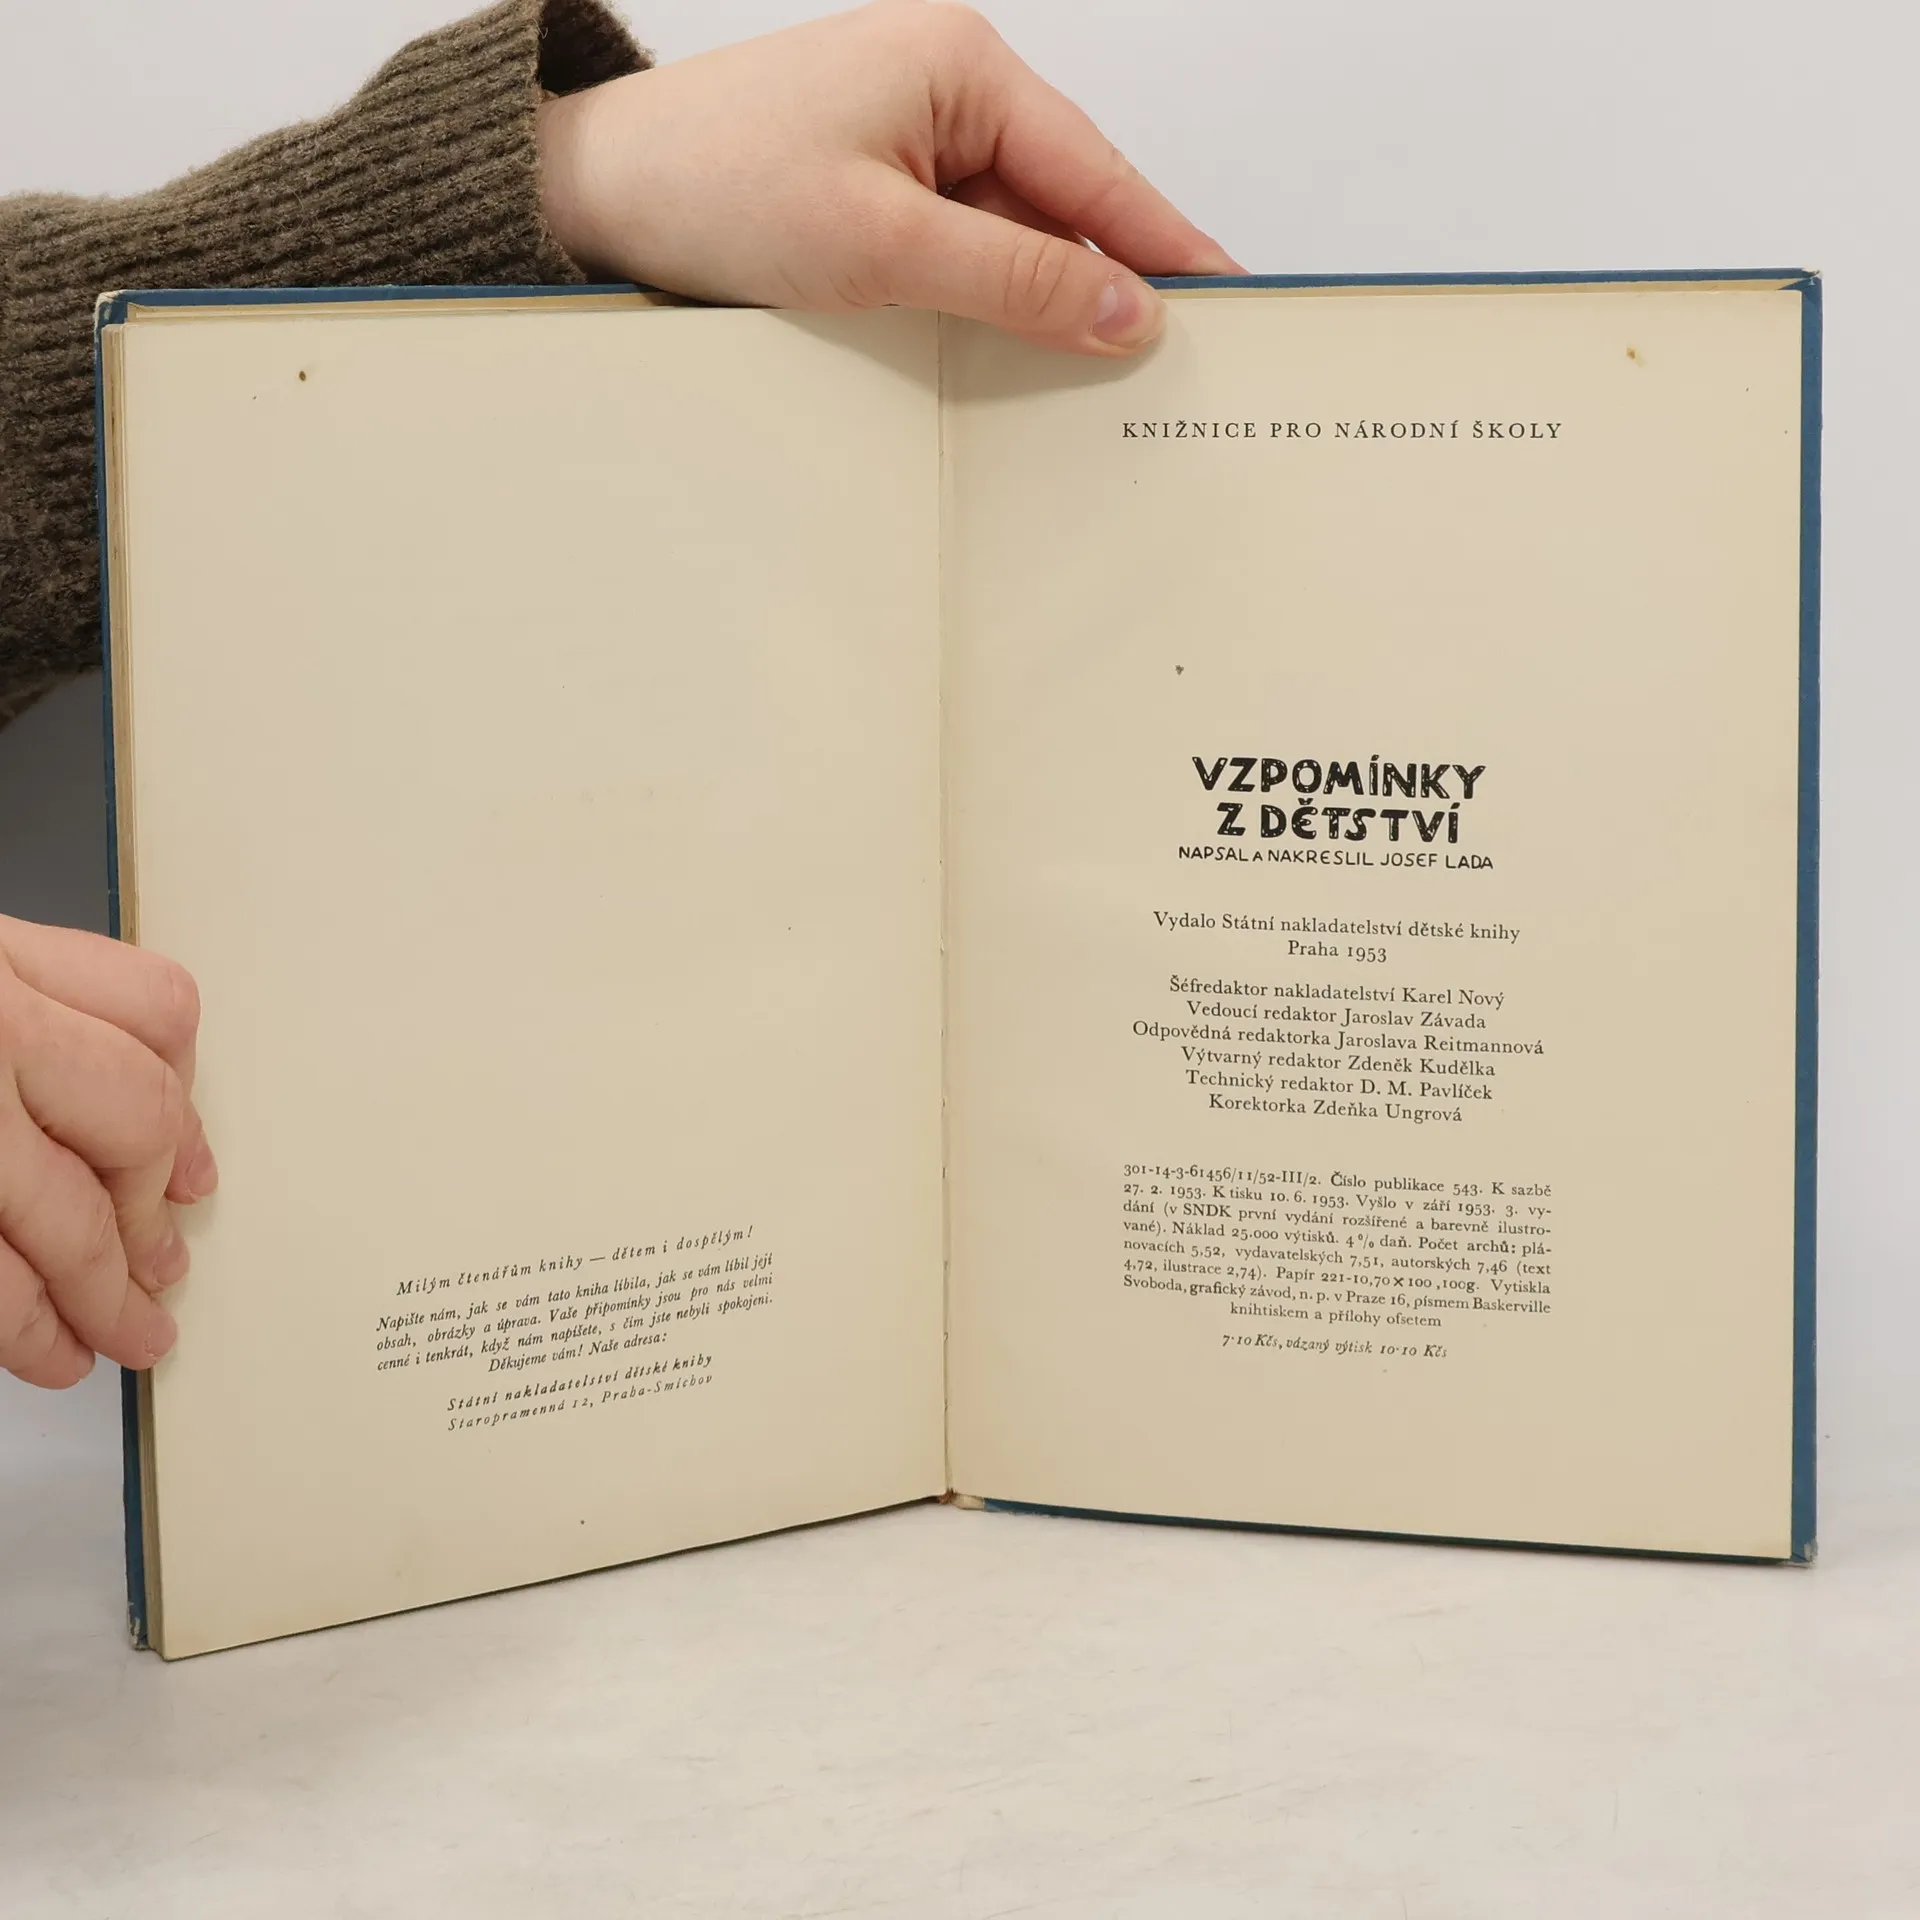 Milým čtenářům knihy — dětem i dospělým!
Napište nám, jak se vám tato kniha líbila, jak se vám líbil její
obsah, obrázky a úprava. Vaše připomínky jsou pro nás velmi
cenné i tenkrát, když nám napíšete, s čím jste nebyli spokojeni.
Děkujeme vám! Naše adresa:
Státní nakladatelství dětské knihy
Staropramenná 12, Praha-Smíchov
KNIŽNICE PRO NÁRODNÍ ŠKOLY
VZPOMÍNKY
Z DĚTSTVÍ
NAPSAL A NAKRESLIL JOSEF LADA
Vydalo Státní nakladatelství dětské knihy
Praha 1953
Šéfredaktor nakladatelství Karel Nový
Vedoucí redaktor Jaroslav Závada
Odpovědná redaktorka Jaroslava Reitmannová
Výtvarný redaktor Zdeněk Kudělka
Technický redaktor D. M. Pavlíček
Korektorka Zdeňka Ungrová
301-14-3-61456/11/52-III/2. Číslo publikace 543. K sazbě
27. 2. 1953. K tisku 10. 6. 1953. Vyšlo v září 1953. 3. vy-
dání (v SNDK první vydání rozšířené a barevně ilustro-
vané). Náklad 25.000 výtisků. 4 % daň. Počet archů: plá-
novacích 5,52, vydavatelských 7,51, autorských 7,46 (text
4,72, ilustrace 2,74). Papír 221-10,70×100 ,100g. Vytiskla
Svoboda, grafický závod, n. p. v Praze 16, písmem Baskerville
knihtiskem a přílohy ofsetem
7·10 Kčs, vázaný výtisk 10·10 Kčs